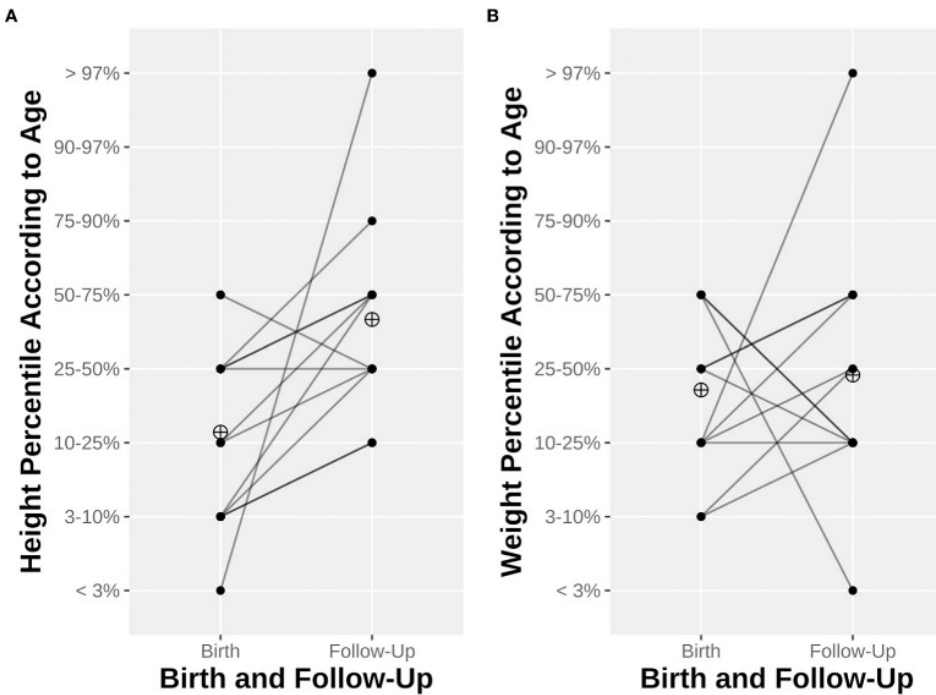 A
Height Percentile According to Age
> 97%
90-97%
75-90%
50-75%
25-50%
10-25%
3-10%
< 3%
Birth
Follow-Up
Birth and Follow-Up
B
Weight Percentile According to Age
> 97%
90-97%
75-90%
50-75%
25-50%
10-25%
3-10%
< 3%
Birth
Follow-Up
Birth and Follow-Up